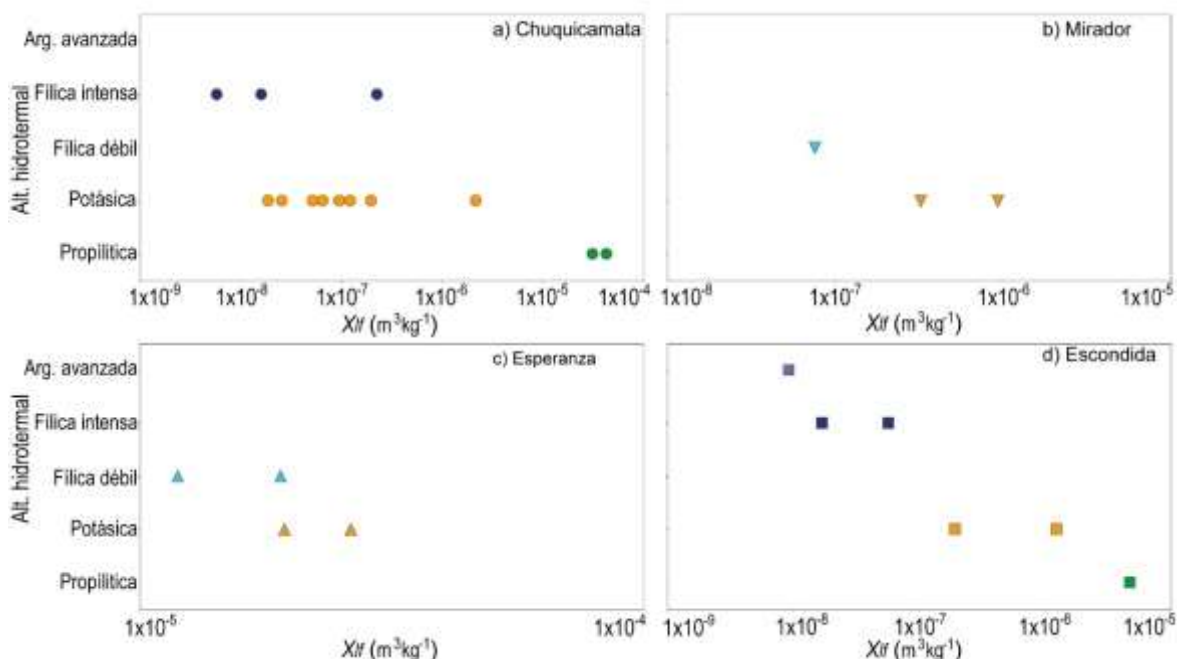 a) Chuquicamata
b) Mirador
Arg. avanzada
Fílica intensa
Fílica débil
Potásica
Propilítica
Alt. hidrotermal
1x10⁻⁹ 1x10⁻⁸ 1x10⁻⁷ 1x10⁻⁶ 1x10⁻⁵ 1x10⁻⁴
Xlf (m³kg⁻¹)
1x10⁻⁸ 1x10⁻⁷ 1x10⁻⁶ 1x10⁻⁵
Xlf (m³kg⁻¹)
c) Esperanza
d) Escondida
Arg. avanzada
Fílica intensa
Fílica débil
Potásica
Propilítica
Alt. hidrotermal
1x10⁻⁵ 1x10⁻⁴
Xlf (m³kg⁻¹)
1x10⁻⁹ 1x10⁻⁸ 1x10⁻⁷ 1x10⁻⁶ 1x10⁻⁵
Xlf (m³kg⁻¹)